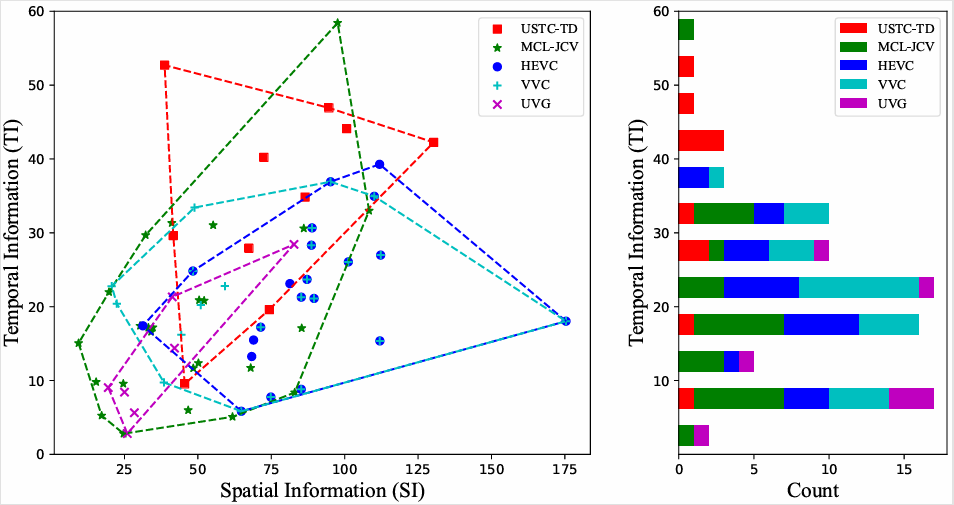 60
50
40
30
20
10
0
25
50
75
100
125
150
175
Temporal Information (TI)
Spatial Information (SI)
USTC-TD
MCL-JCV
HEVC
VVC
UVG
60
50
40
30
20
10
0
0
5
10
15
Temporal Information (TI)
Count
USTC-TD
MCL-JCV
HEVC
VVC
UVG